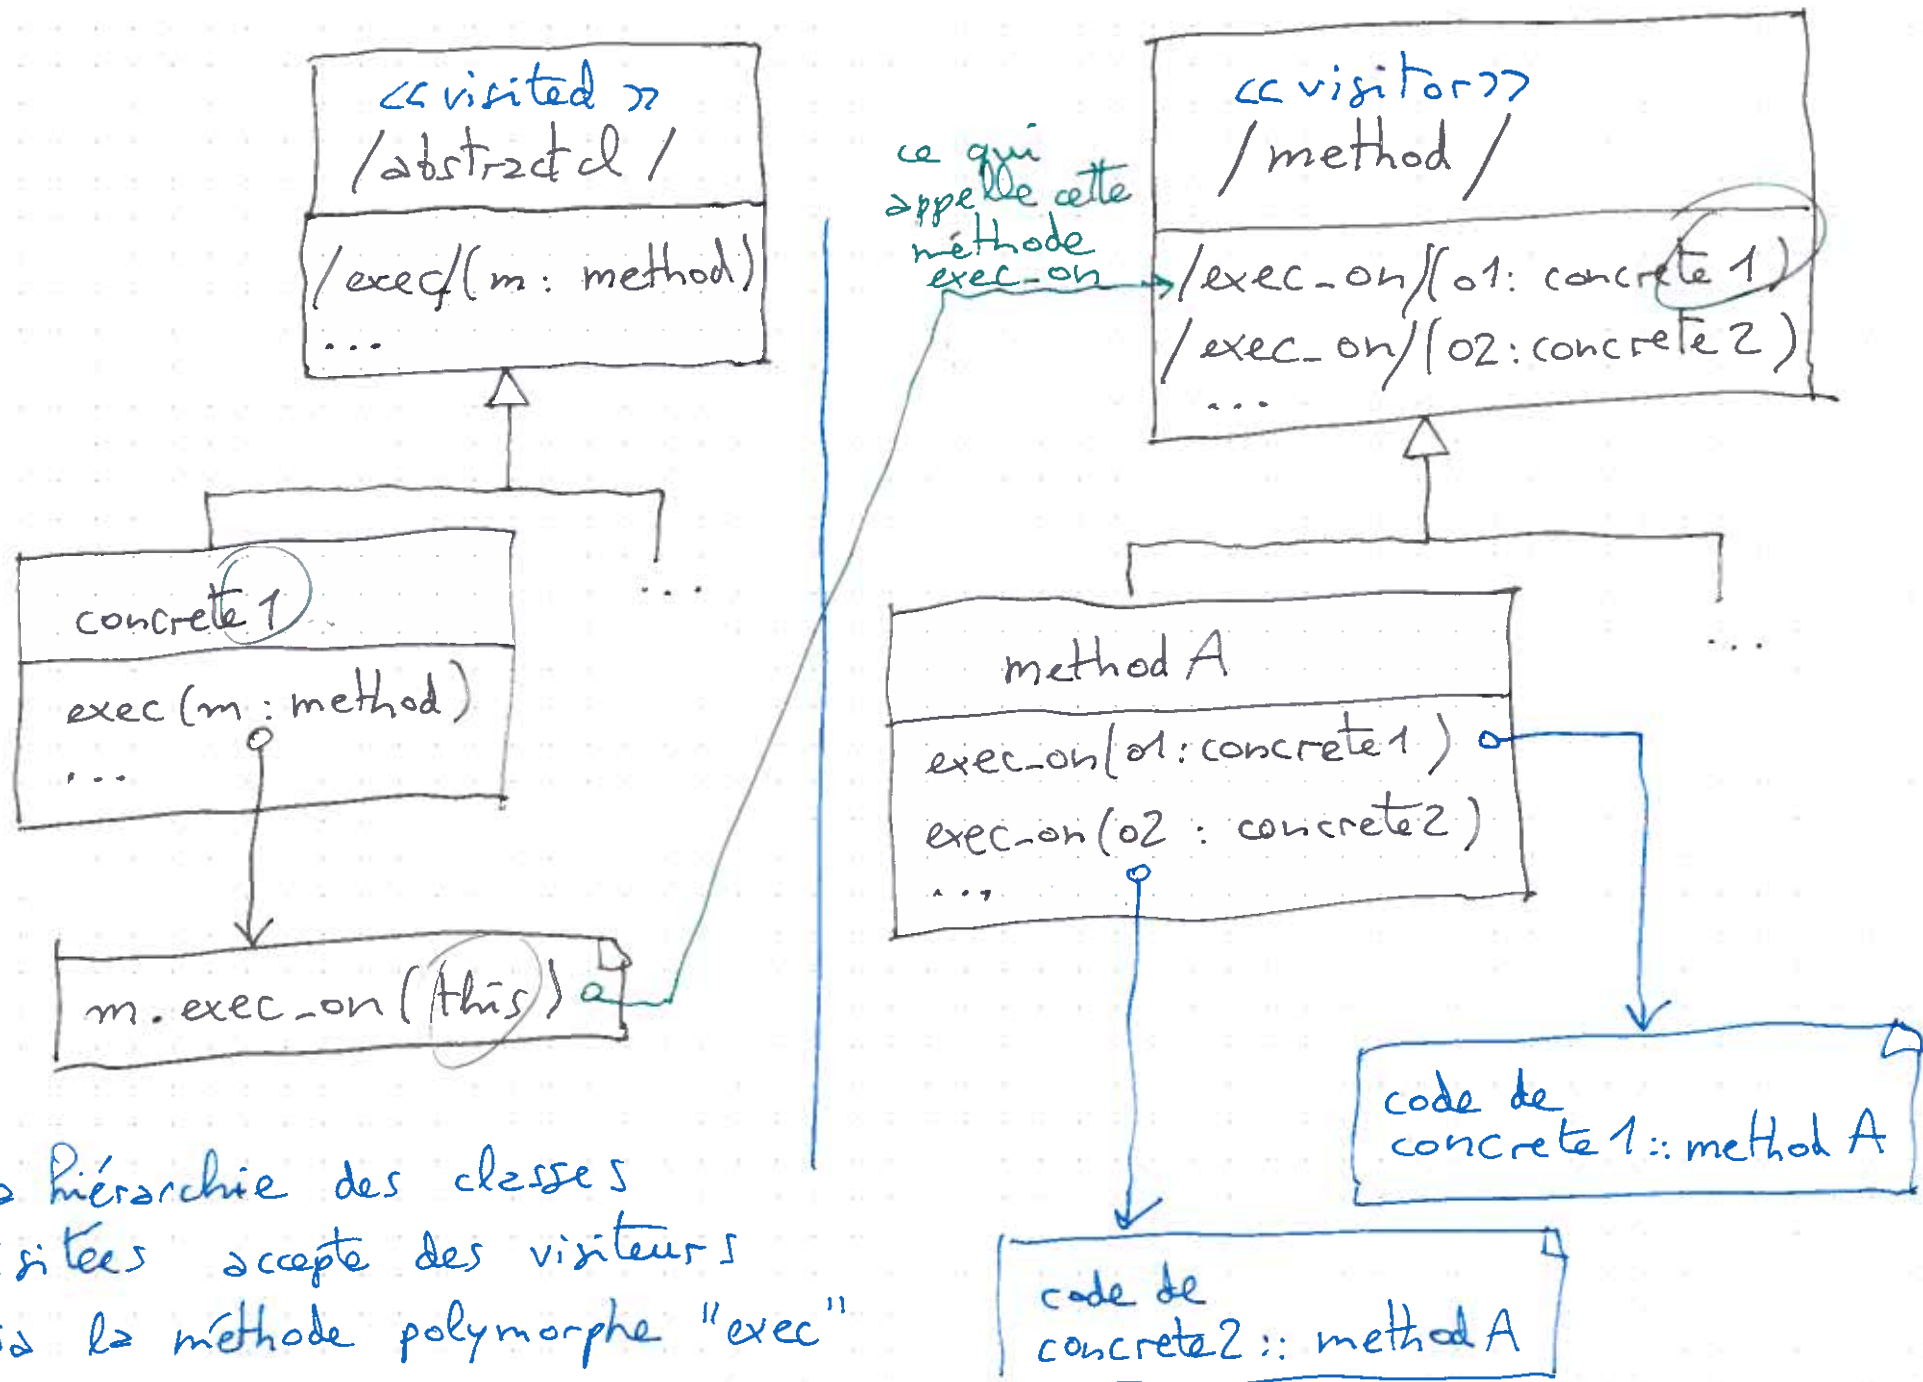 << visited >>
/abstract cl/
/exec/(m: method)
...
concrete 1
exec(m: method)
...
...
m.exec_on(this)
hiérarchie des classes
accepte des visiteurs
la méthode polymorphe "exec"
ce qui
appelle cette
méthode
exec_on
<< visitor >>
/method/
/exec_on/(o1: concrete 1)
/exec_on/(o2: concrete 2)
...
method A
exec_on(o1: concrete 1)
exec_on(o2: concrete 2)
...
...
code de
concrete 1:: method A
code de
concrete 2:: method A